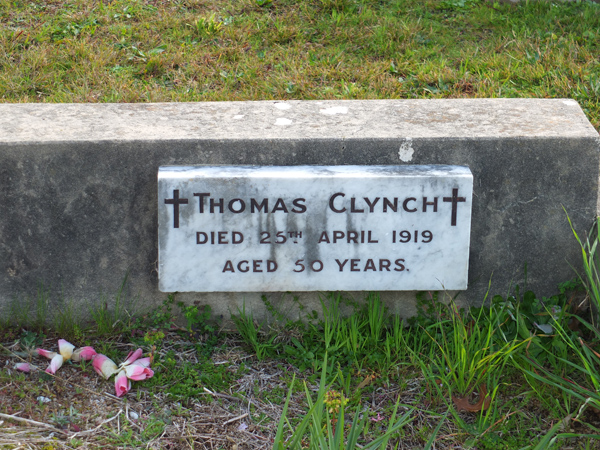 THOMAS CLYNCH
DIED 25TH APRIL 1919
AGED 50 YEARS.